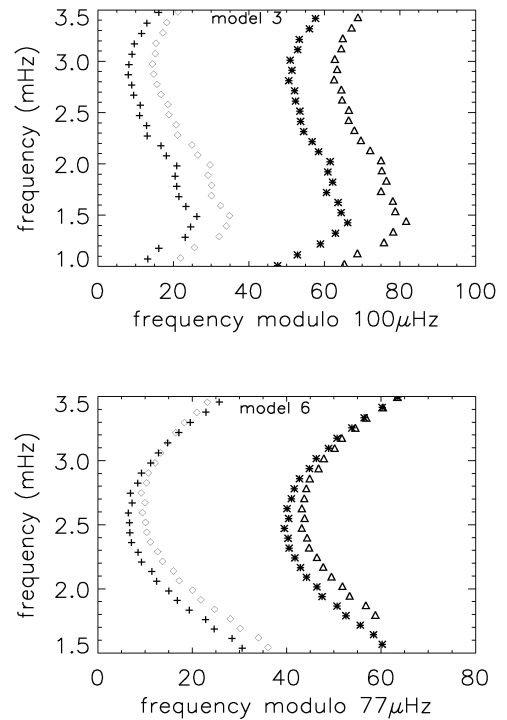 model 3
3.5
3.0
2.5
2.0
1.5
1.0
frequency (mHz)
0 20 40 60 80 100
frequency modulo 100μHz
model 6
3.5
3.0
2.5
2.0
1.5
frequency (mHz)
0 20 40 60 80
frequency modulo 77μHz